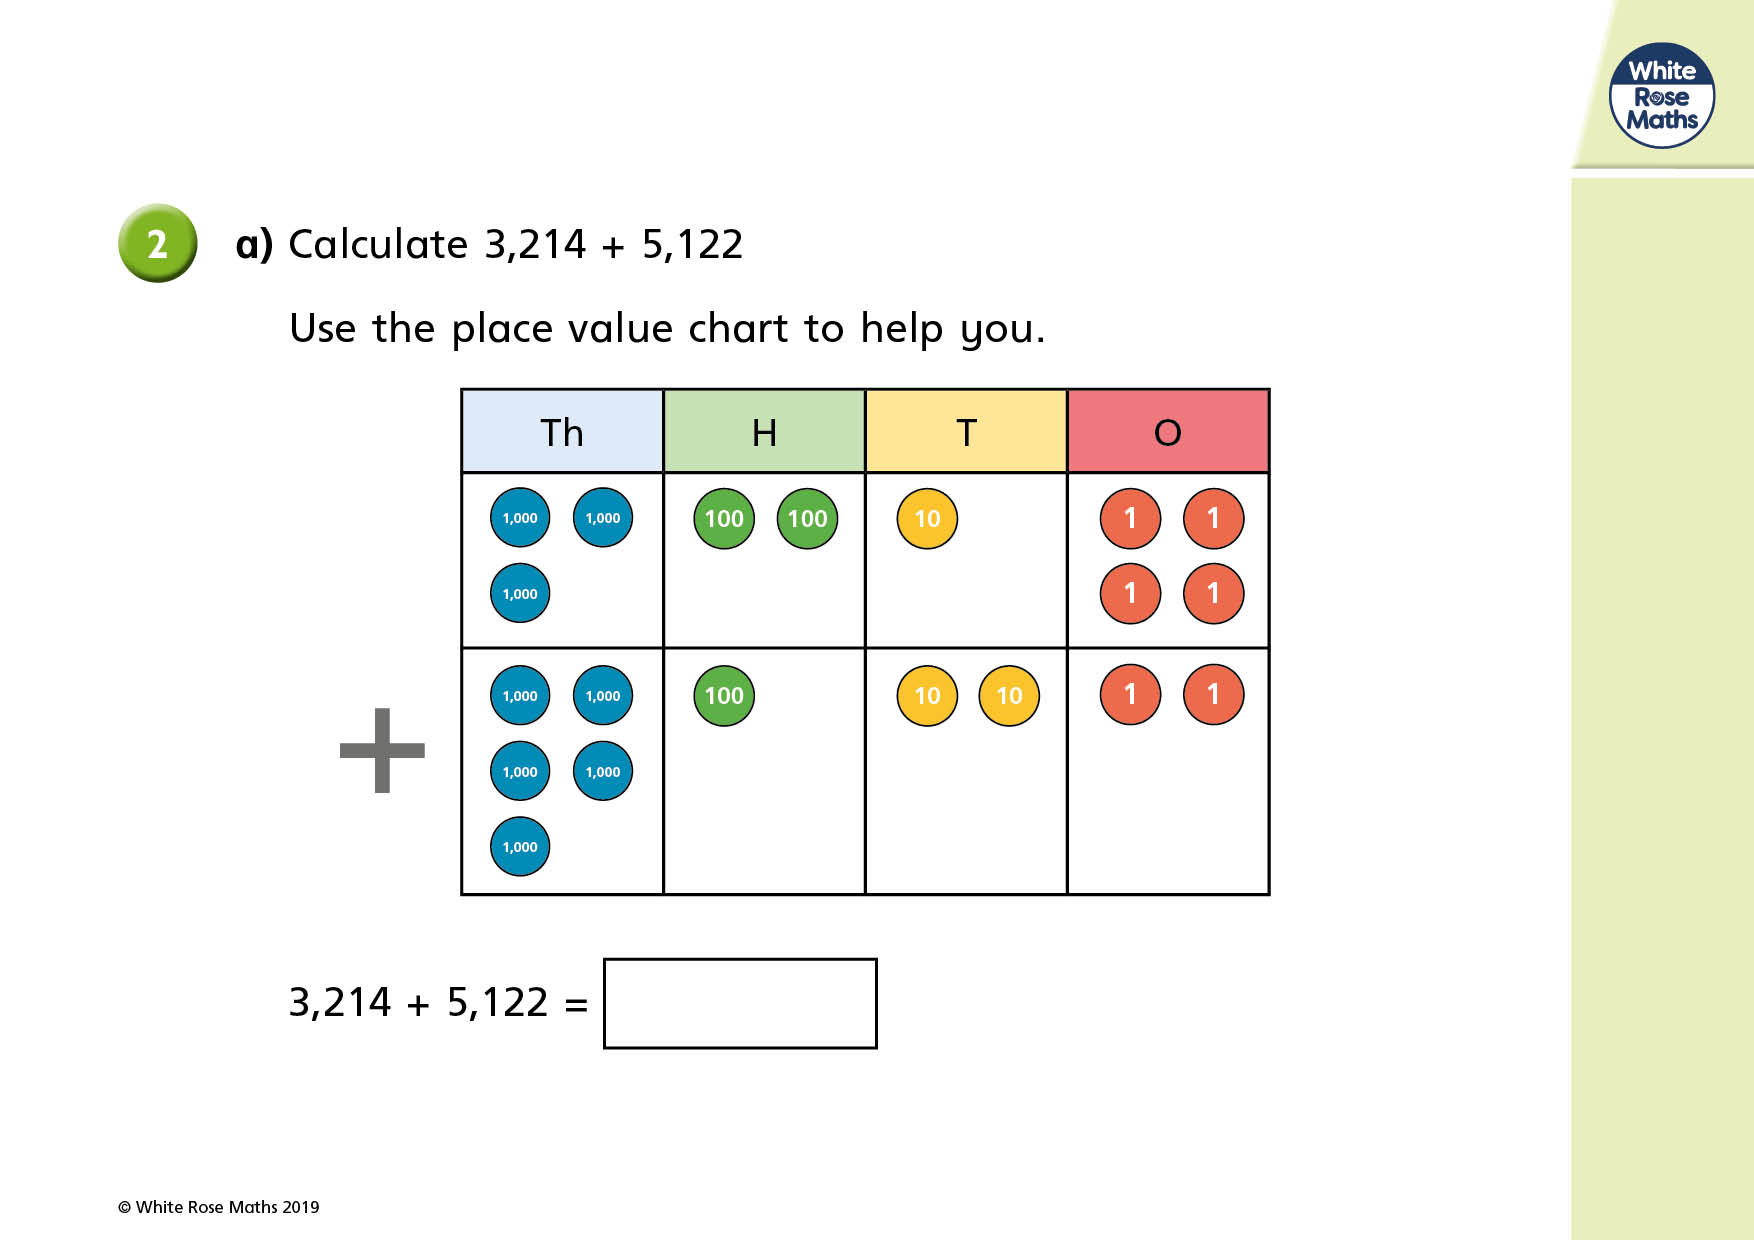 White
Rose
Maths
2 a) Calculate 3,214 + 5,122
Use the place value chart to help you.
Th H T O
1,000 1,000 100 100 10 1 1
1,000 1 1
1,000 1,000 100 10 10 1 1
+
1,000 1,000
1,000
3,214 + 5,122 =
© White Rose Maths 2019